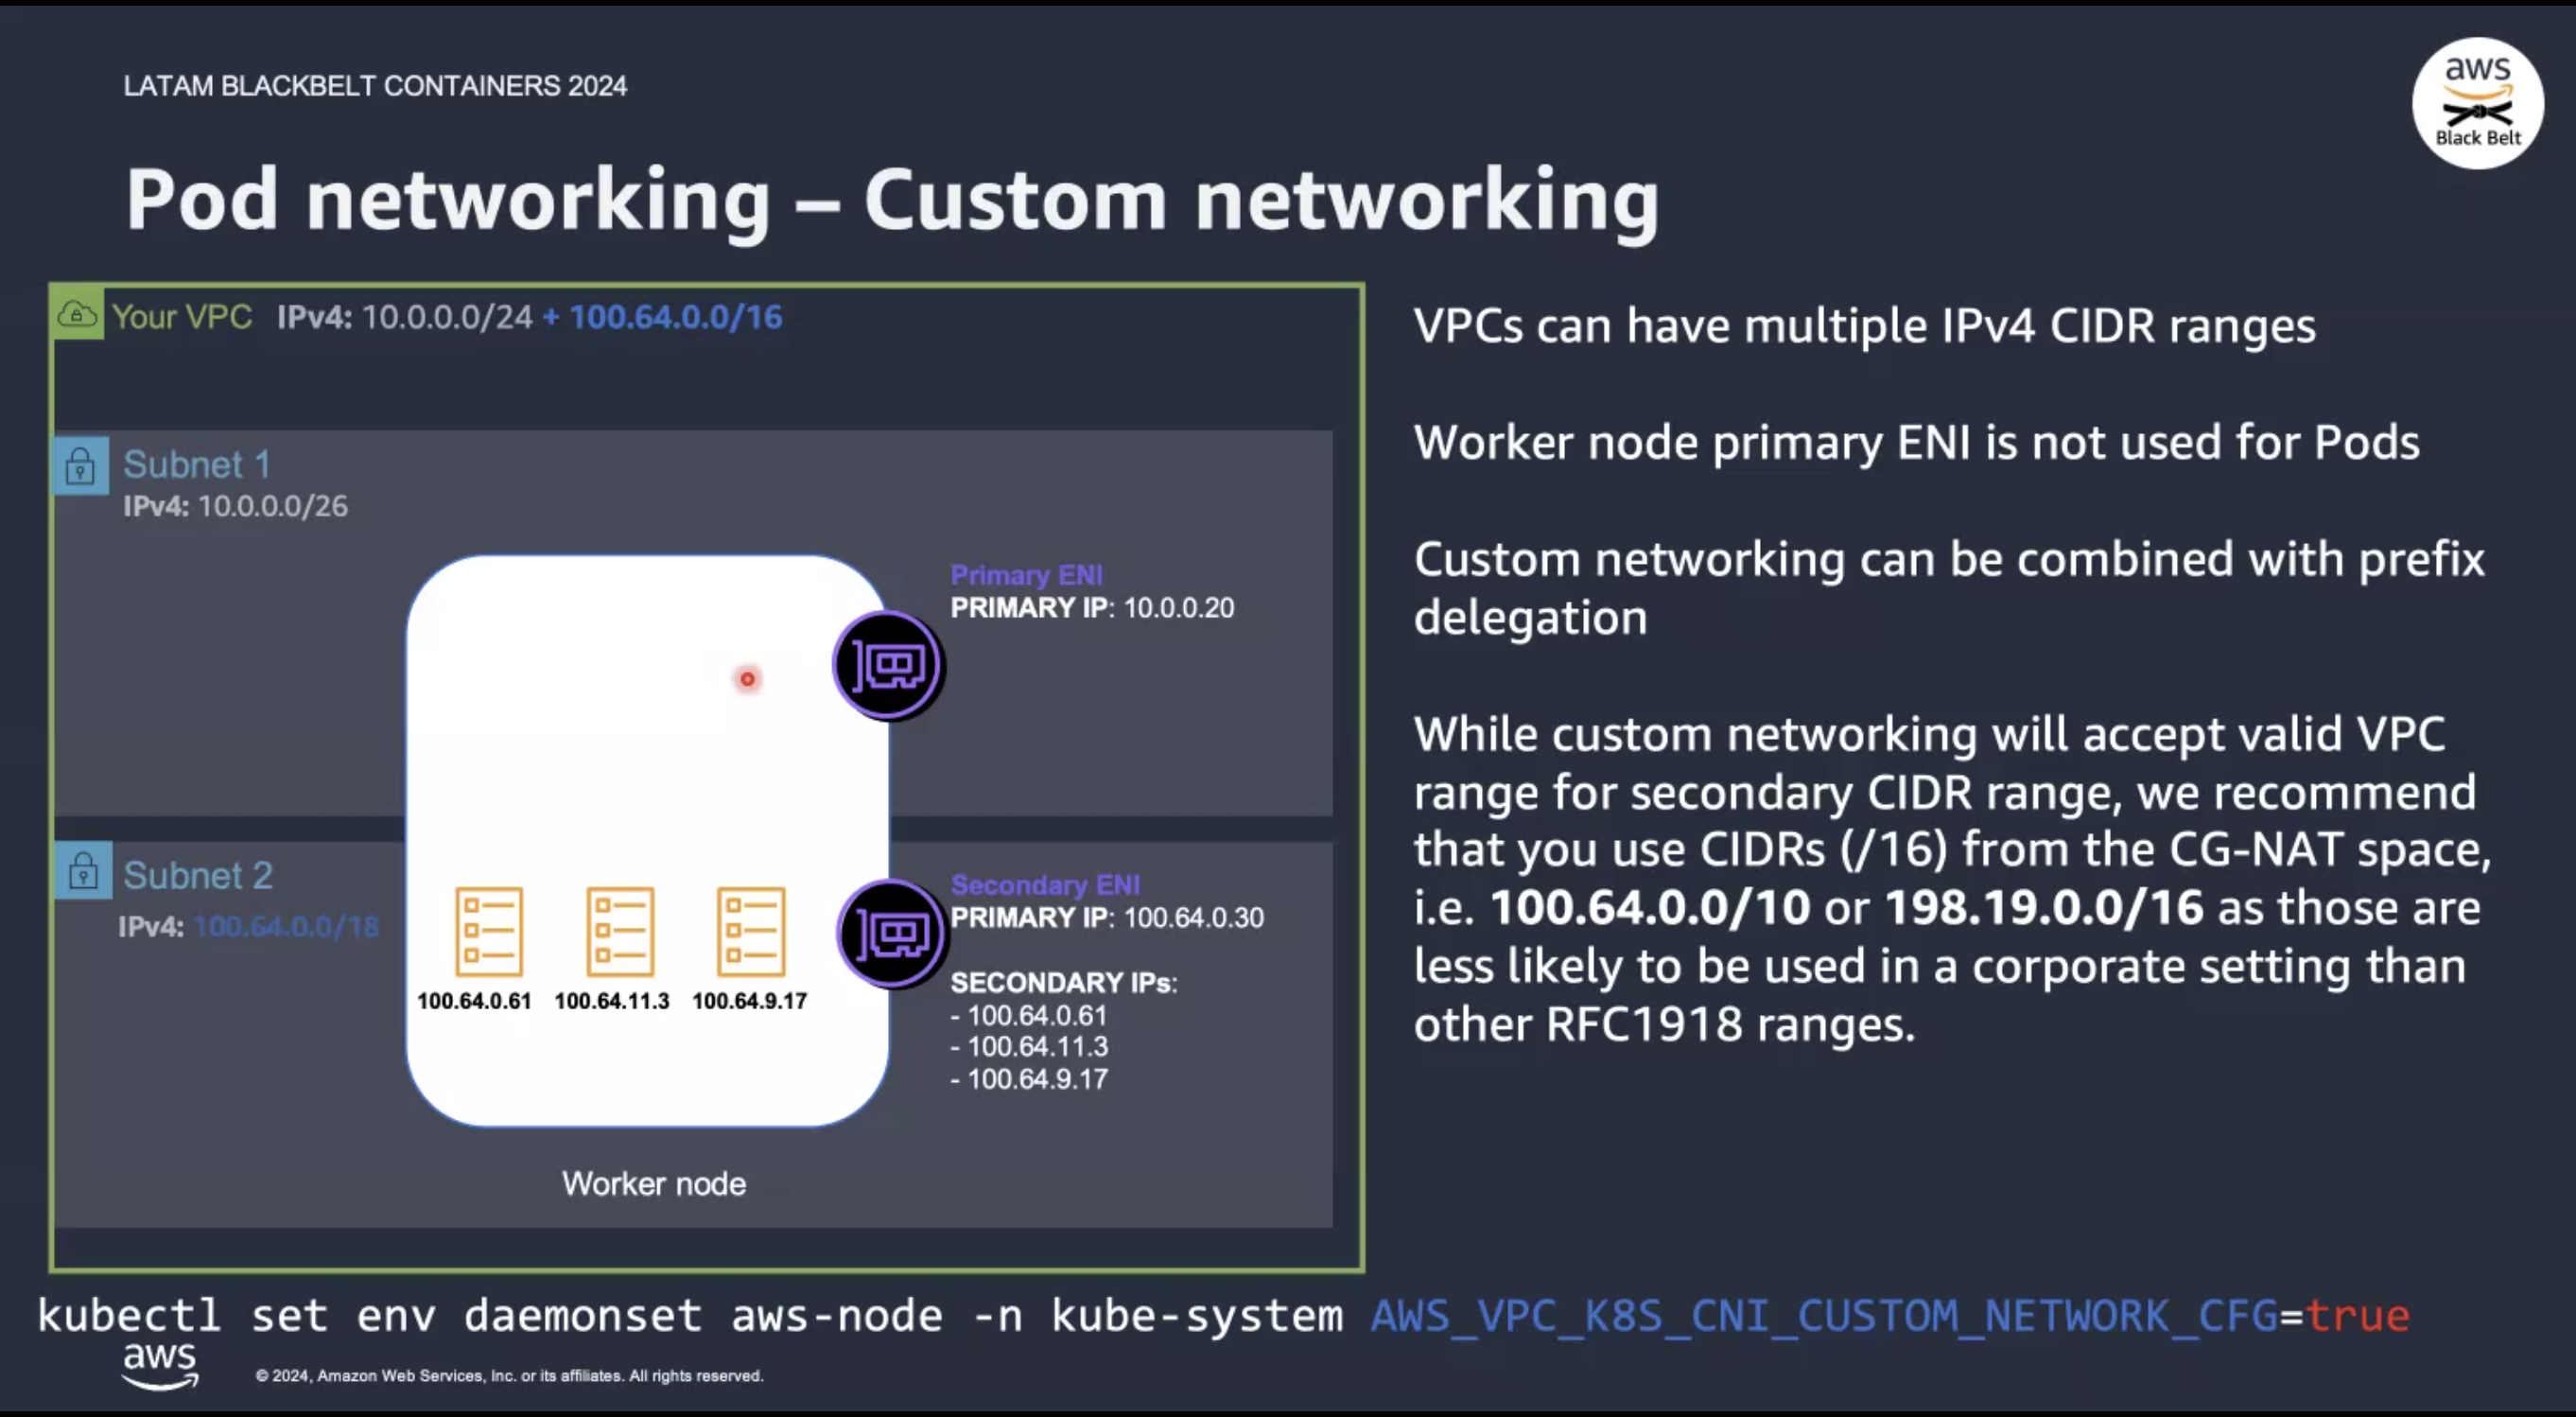 LATAM BLACKBELT CONTAINERS 2024
aws
Black Belt
Pod networking – Custom networking
Your VPC IPv4: 10.0.0.0/24 + 100.64.0.0/16
Subnet 1
IPv4: 10.0.0.0/26
Primary ENI
PRIMARY IP: 10.0.0.20
Subnet 2
IPv4: 100.64.0.0/18
Secondary ENI
PRIMARY IP: 100.64.0.30
SECONDARY IPs:
- 100.64.0.61
- 100.64.11.3
- 100.64.9.17
100.64.0.61 100.64.11.3 100.64.9.17
Worker node
VPCs can have multiple IPv4 CIDR ranges
Worker node primary ENI is not used for Pods
Custom networking can be combined with prefix
delegation
While custom networking will accept valid VPC
range for secondary CIDR range, we recommend
that you use CIDRs (/16) from the CG-NAT space,
i.e. 100.64.0.0/10 or 198.19.0.0/16 as those are
less likely to be used in a corporate setting than
other RFC1918 ranges.
kubectl set env daemonset aws-node -n kube-system AWS_VPC_K8S_CNI_CUSTOM_NETWORK_CFG=true
aws
© 2024, Amazon Web Services, Inc. or its affiliates. All rights reserved.